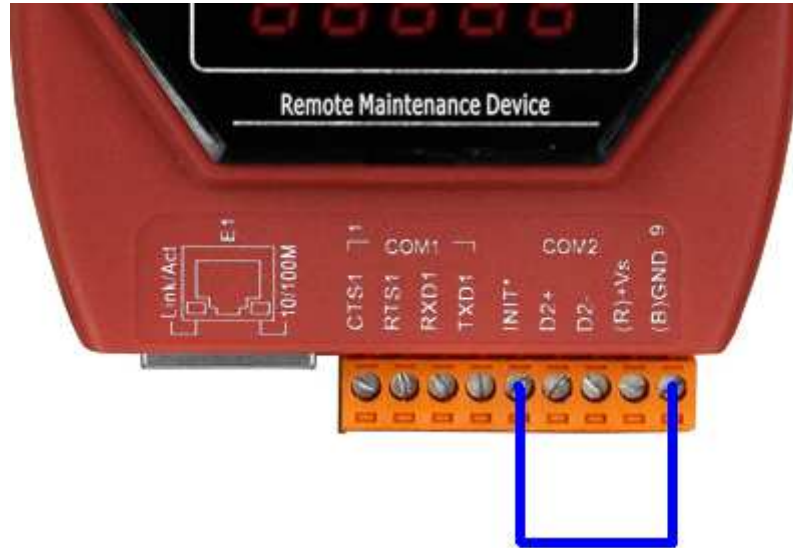 88888
Remote Maintenance Device
Link/Act
E1
10/100M
1
COM1
COM2
9
CTS1
RTS1
RXD1
TXD1
INIT*
D2+
D2-
(R)+Vs
(B)GND